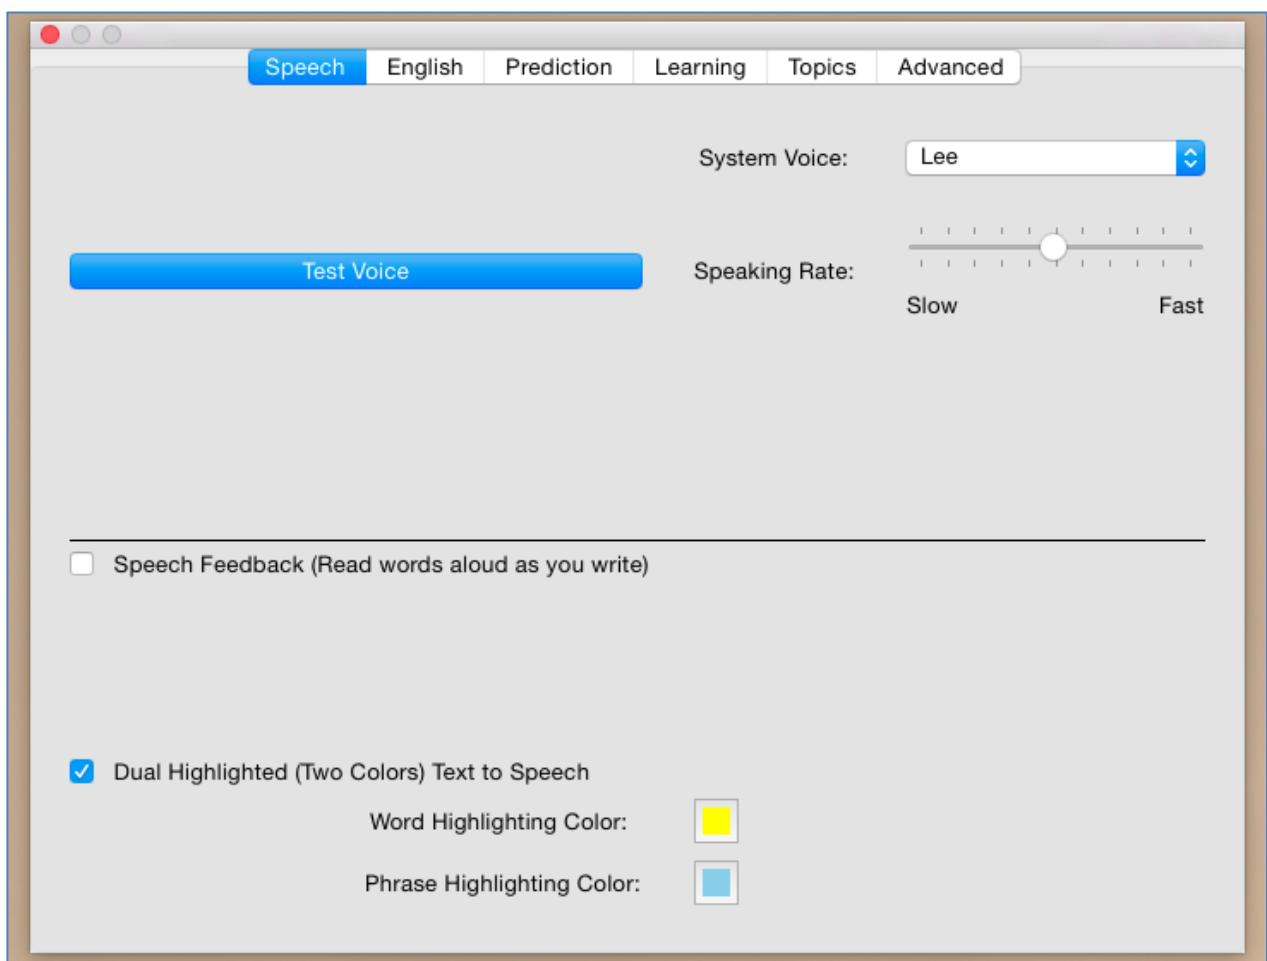 Speech English Prediction Learning Topics Advanced
System Voice: Lee
Test Voice
Speaking Rate:
Slow Fast
Speech Feedback (Read words aloud as you write)
Dual Highlighted (Two Colors) Text to Speech
Word Highlighting Color:
Phrase Highlighting Color: